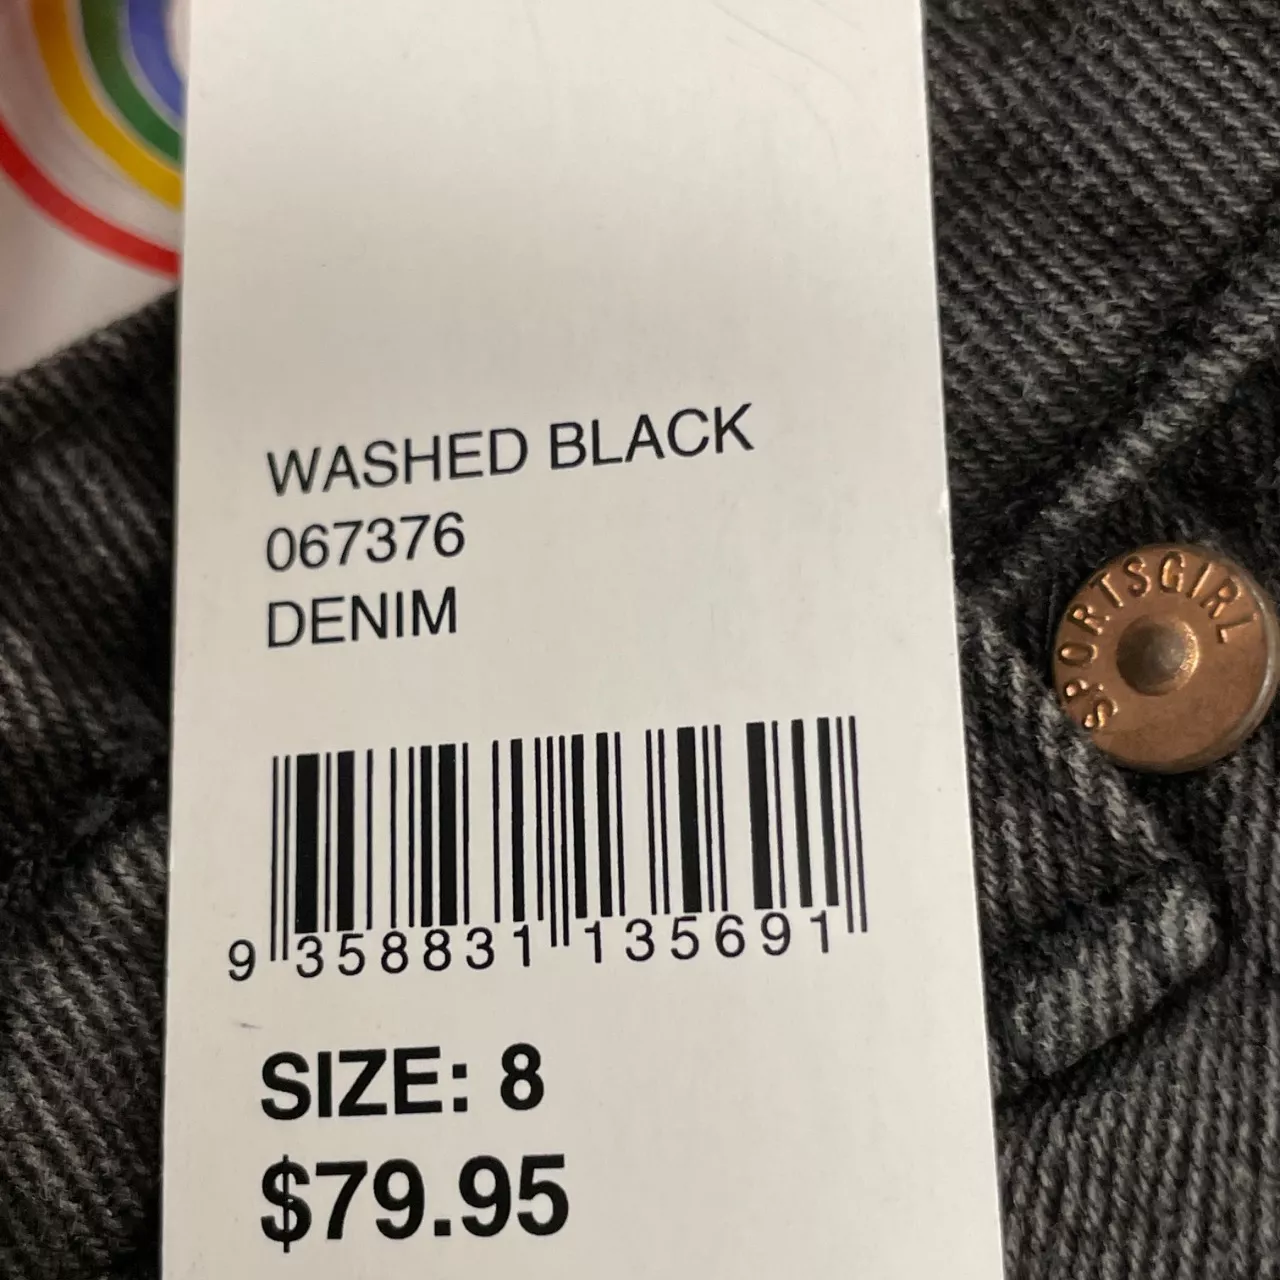 WASHED BLACK
067376
DENIM
9 358831 135691
SIZE: 8
$79.95
SPORTSGIRL